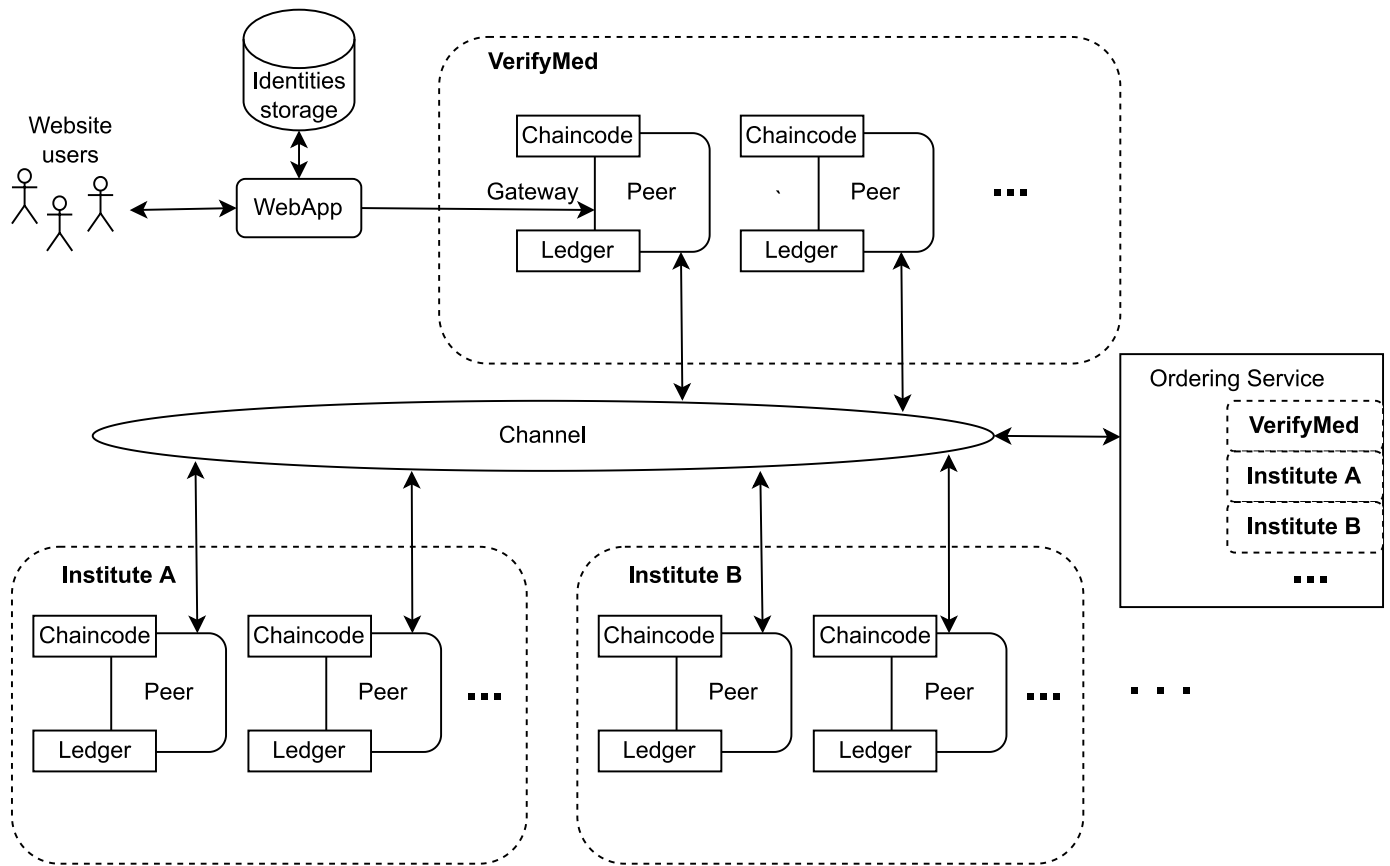 Identities
storage
VerifyMed
Website
users
WebApp
Gateway
Chaincode
Peer
Ledger
Chaincode
Peer
Ledger
...
Channel
Ordering Service
VerifyMed
Institute A
Institute B
...
Institute A
Chaincode
Peer
Ledger
Chaincode
Peer
Ledger
...
Institute B
Chaincode
Peer
Ledger
Chaincode
Peer
Ledger
...
. . .